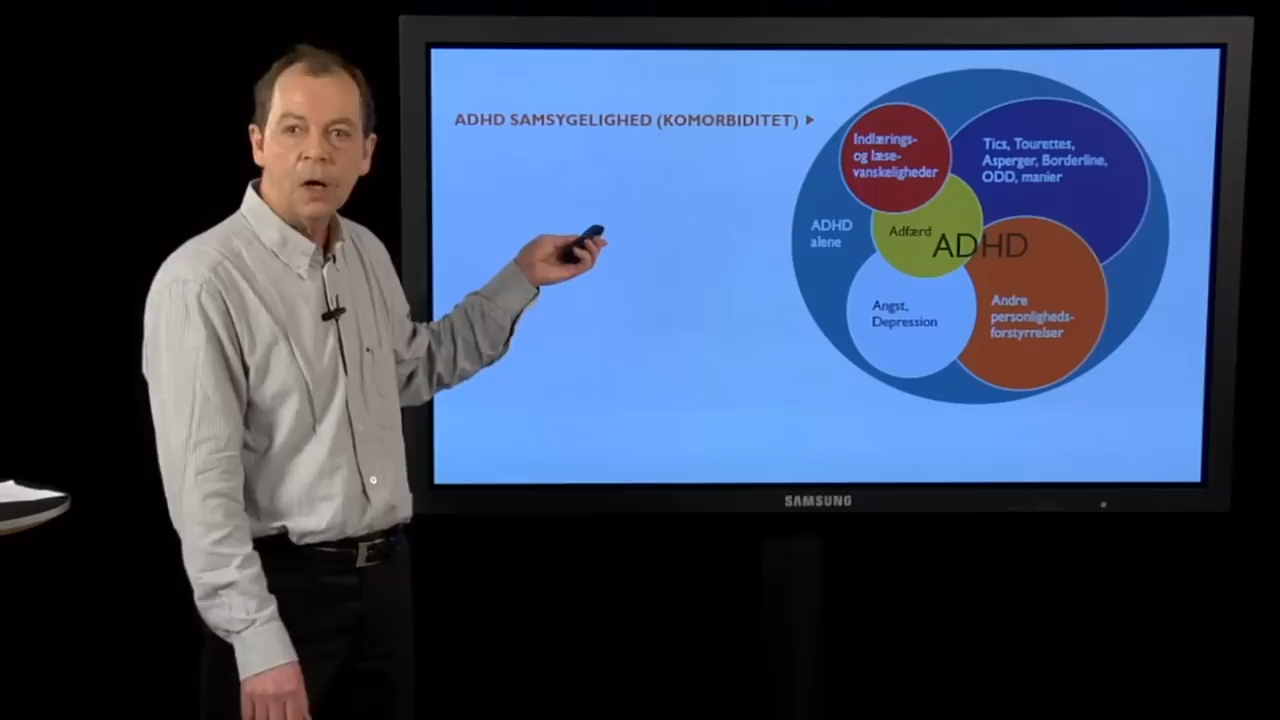 ADHD SAMSYGELIGHED (KOMORBIDITET)
Indlærings-
og læse-
vanskeligheder
Tics, Tourettes,
Asperger, Borderline,
ODD, manier
ADHD
alene
Adfærd
ADHD
Angst,
Depression
Andre
personligheds-
forstyrrelser
SAMSUNG